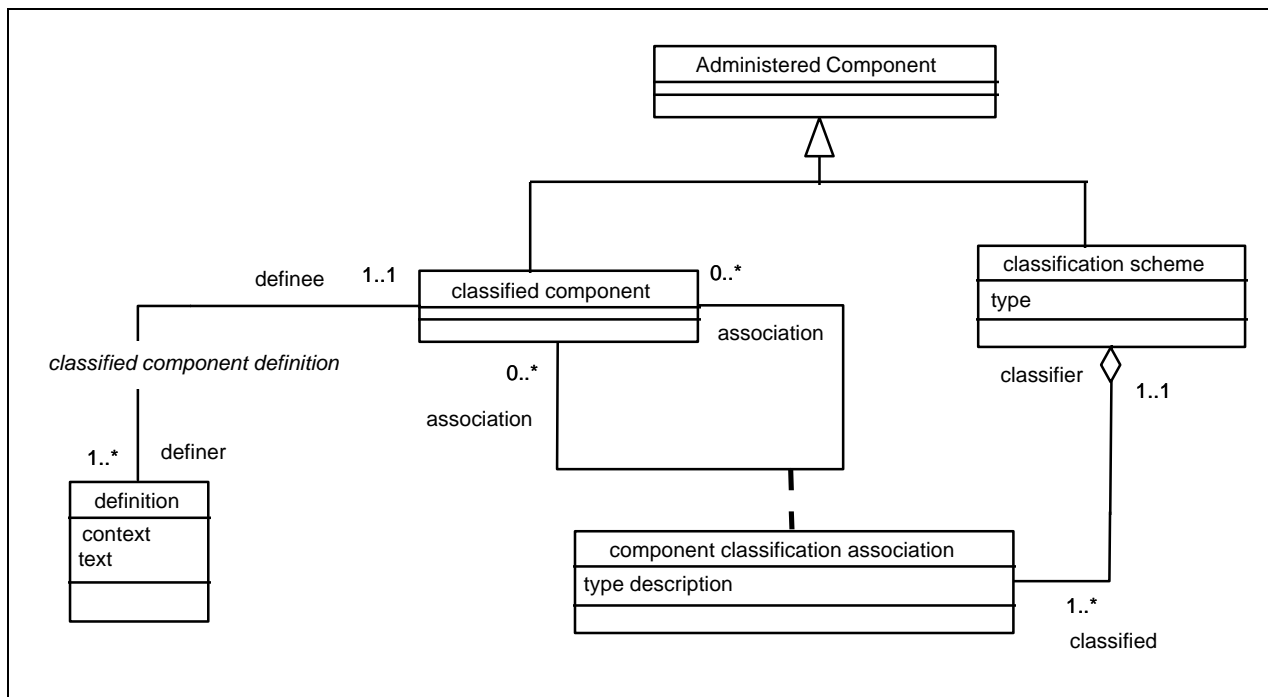 Administered Component
classification scheme
type
definee
1..1
classified component
0..*
association
classified component definition
0..*
association
classifier
1..1
1..*
definer
definition
context
text
component classification association
type description
1..*
classified